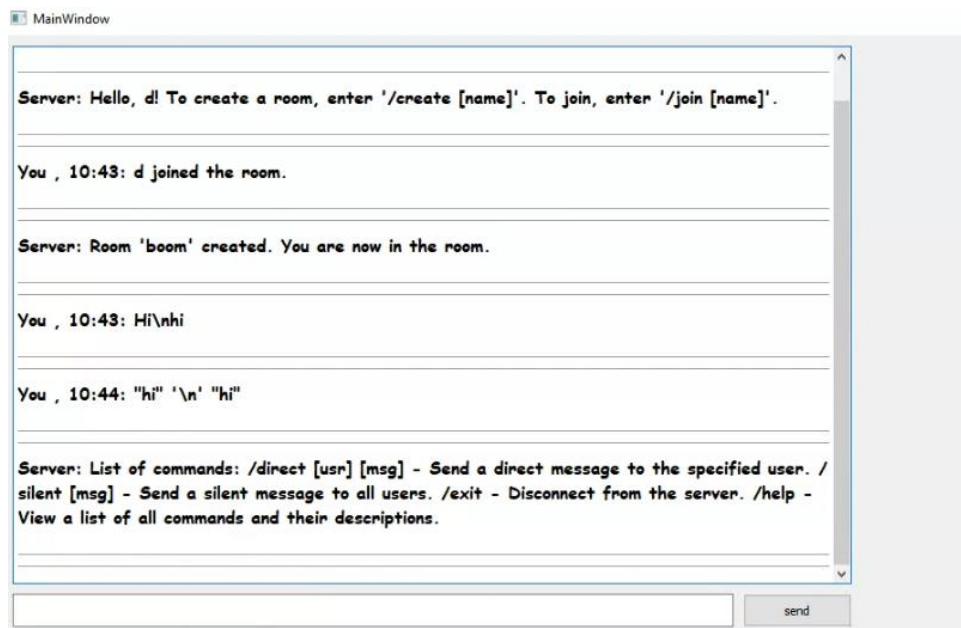 MainWindow
Server: Hello, d! To create a room, enter '/create [name]'. To join, enter '/join [name]'.
You , 10:43: d joined the room.
Server: Room 'boom' created. You are now in the room.
You , 10:43: Hi\nhi
You , 10:44: "hi" '\n' "hi"
Server: List of commands: /direct [usr] [msg] - Send a direct message to the specified user. /
silent [msg] - Send a silent message to all users. /exit - Disconnect from the server. /help -
View a list of all commands and their descriptions.
send